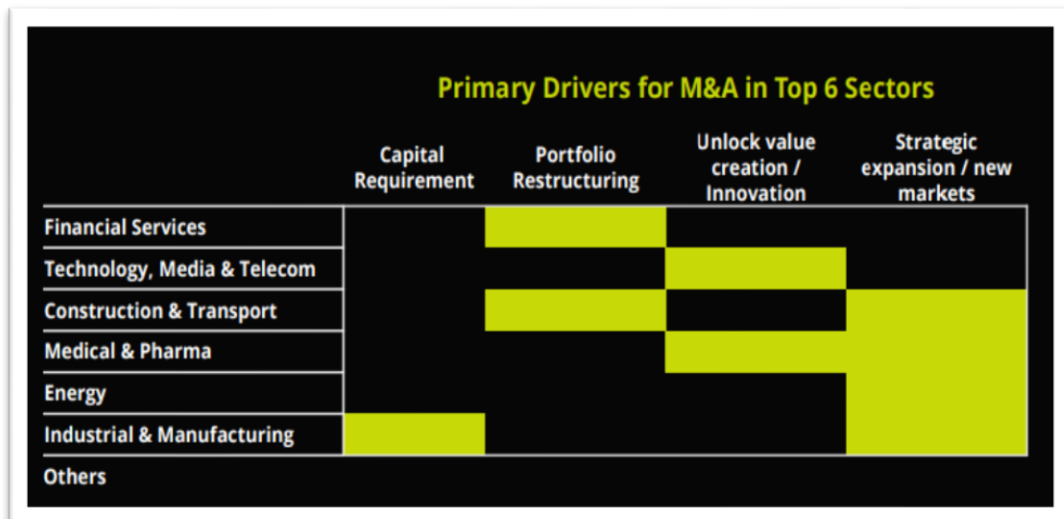 Primary Drivers for M&A in Top 6 Sectors
Capital
Requirement
Portfolio
Restructuring
Unlock value
creation /
Innovation
Strategic
expansion / new
markets
Financial Services
Technology, Media & Telecom
Construction & Transport
Medical & Pharma
Energy
Industrial & Manufacturing
Others